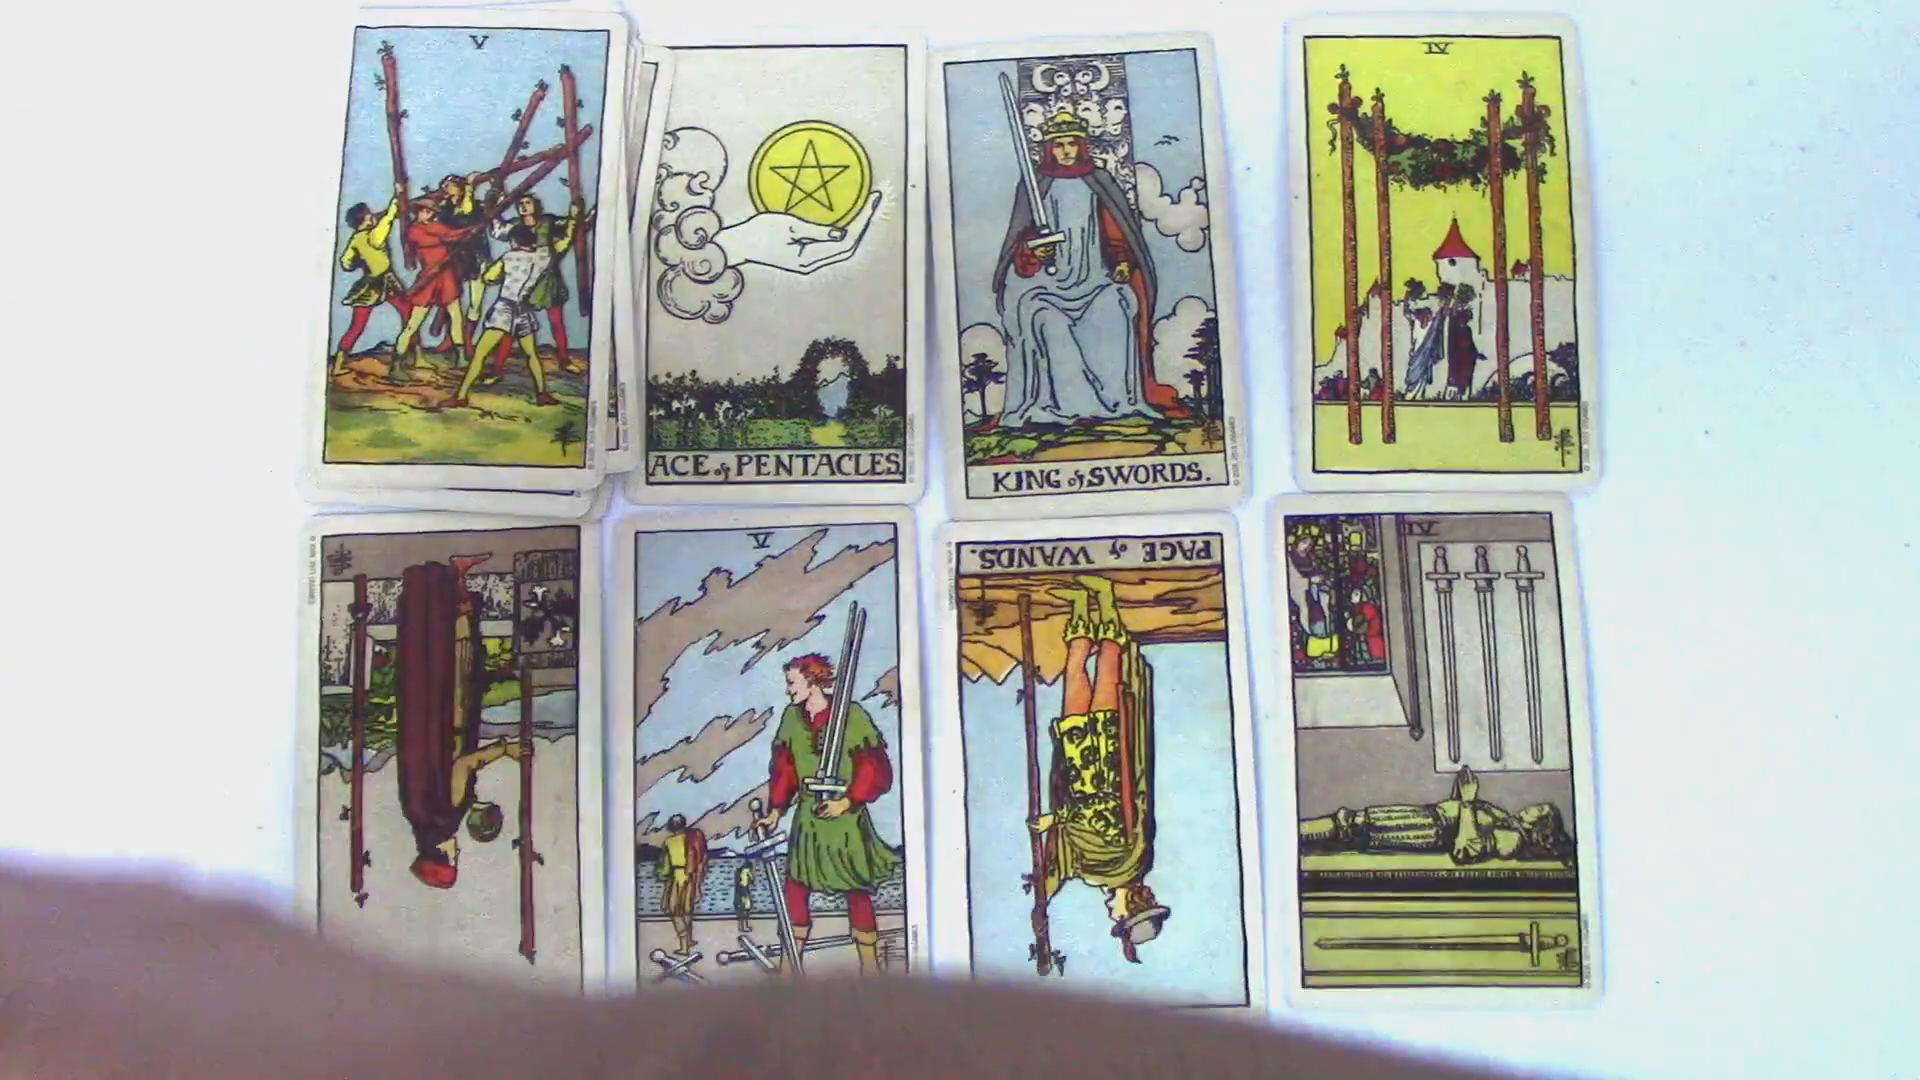 V
ACE of PENTACLES.
KING of SWORDS.
IV
V
PAGE of WANDS.
IV